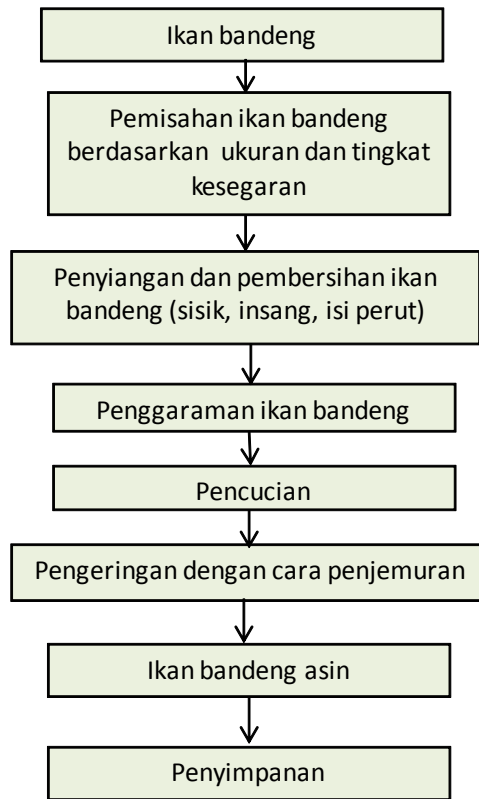 Ikan bandeng
Pemisahan ikan bandeng
berdasarkan ukuran dan tingkat
kesegaran
Penyiangan dan pembersihan ikan
bandeng (sisik, insang, isi perut)
Penggaraman ikan bandeng
Pencucian
Pengeringan dengan cara penjemuran
Ikan bandeng asin
Penyimpanan